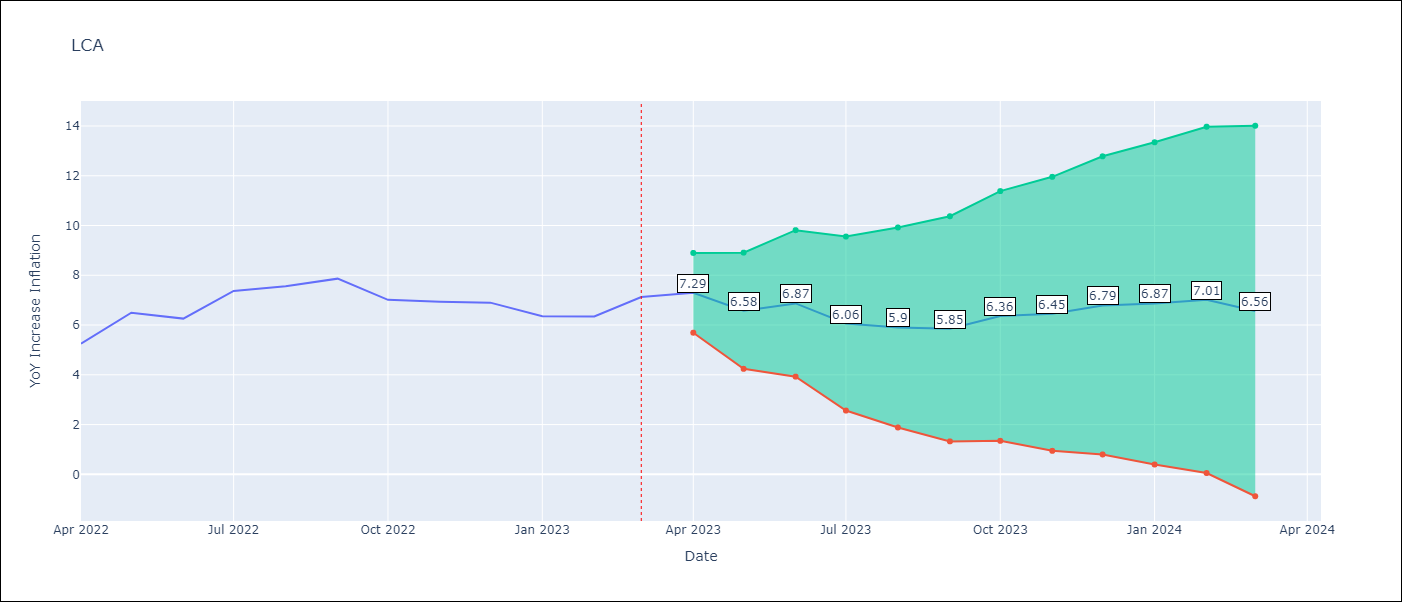 LCA
YoY Increase Inflation
14
12
10
8
6
4
2
0
7.29
6.58
6.87
6.06
5.9
5.85
6.36
6.45
6.79
6.87
7.01
6.56
Apr 2022
Jul 2022
Oct 2022
Jan 2023
Apr 2023
Jul 2023
Oct 2023
Jan 2024
Apr 2024
Date